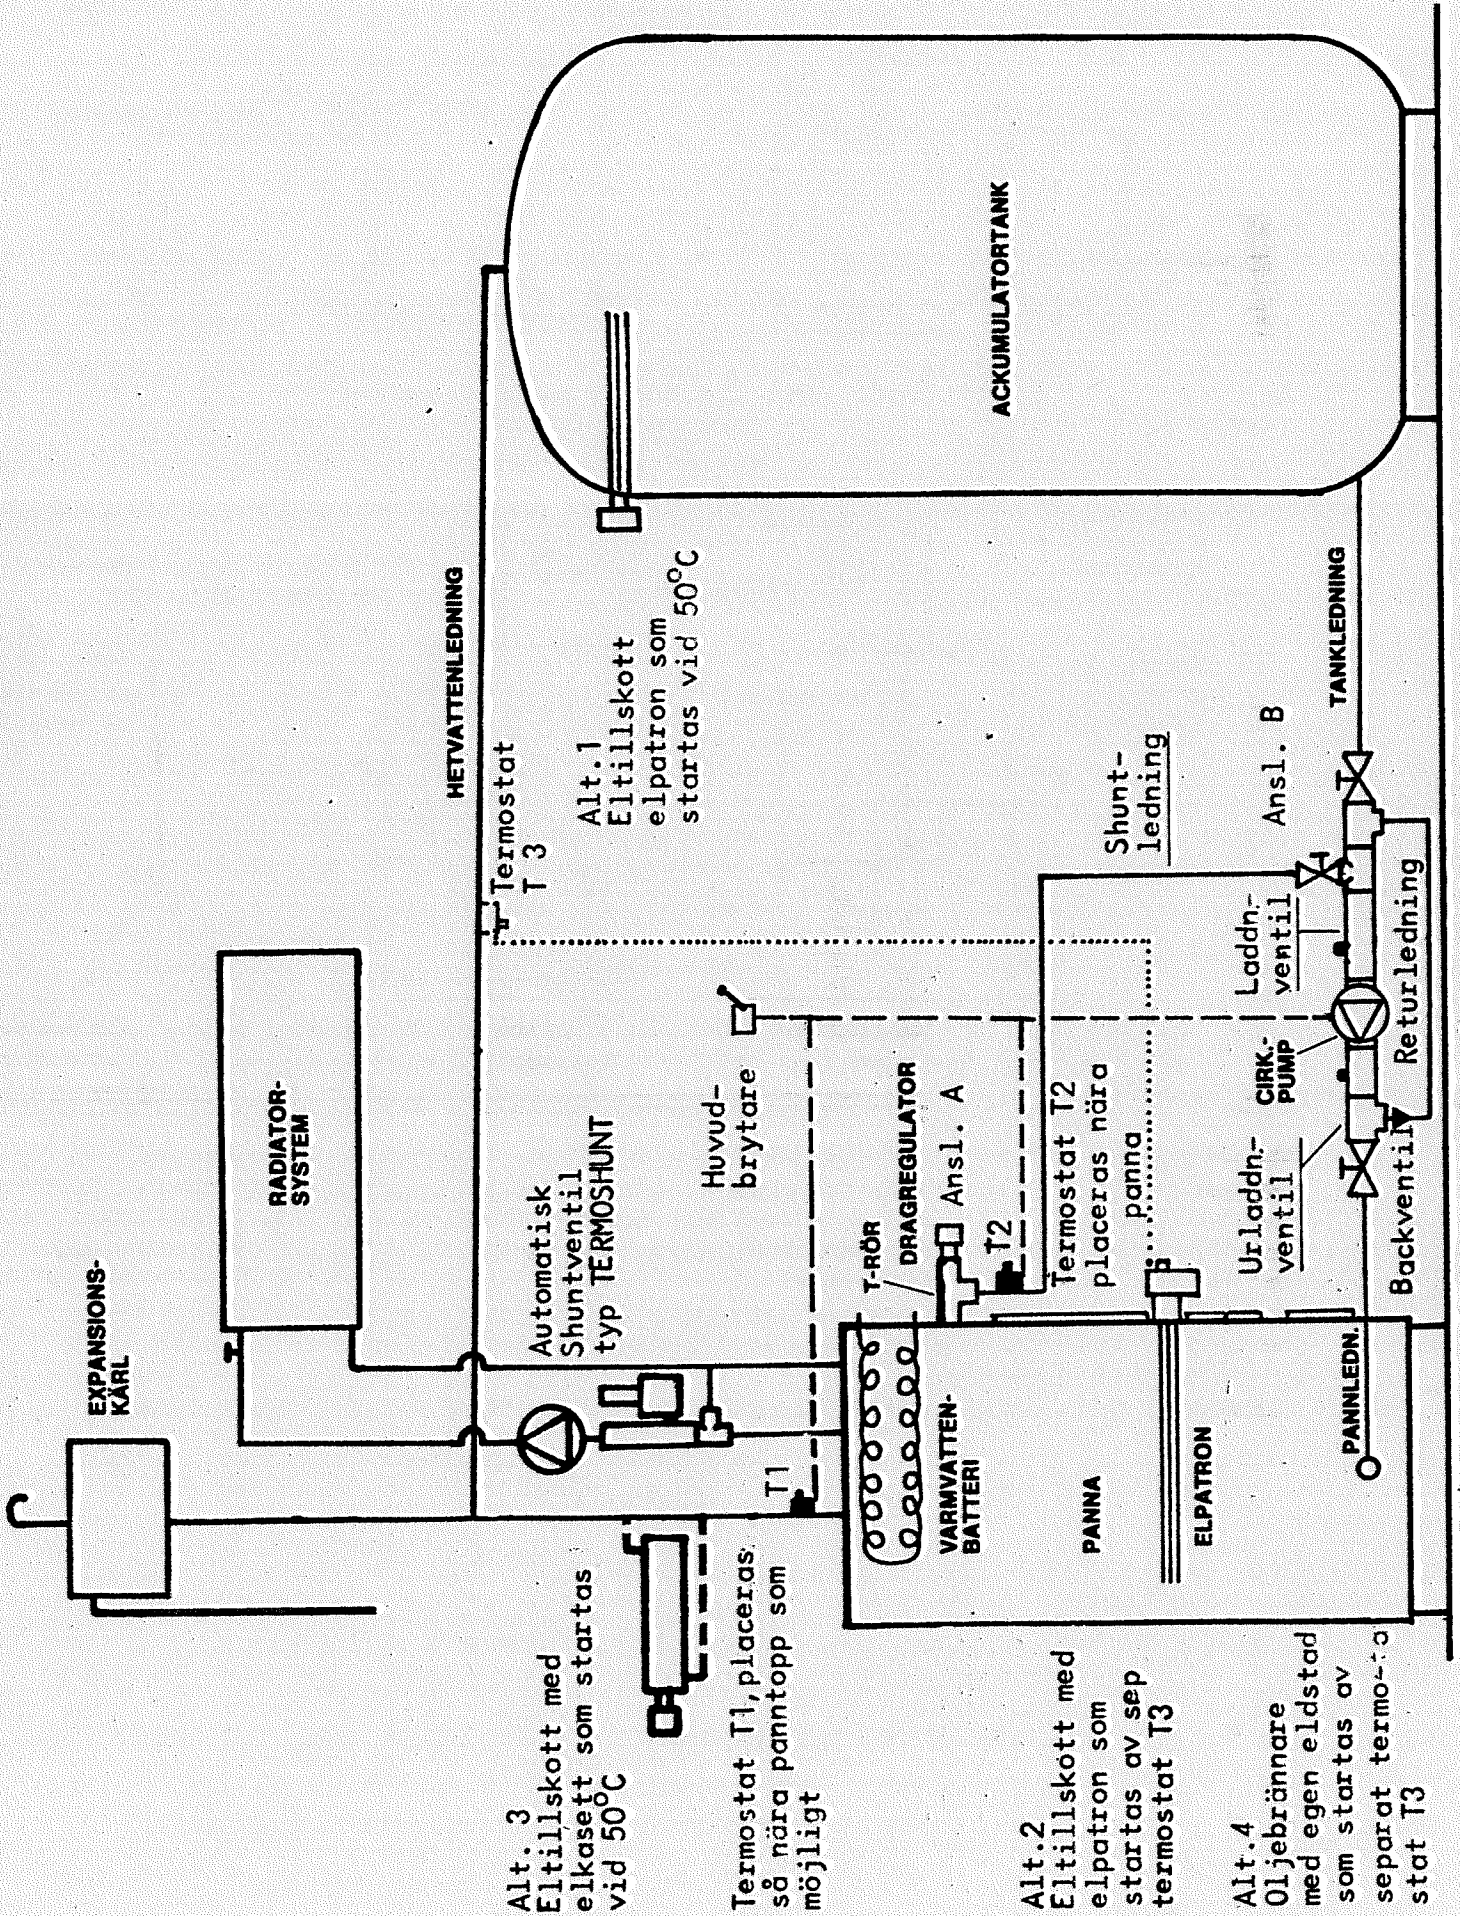 EXPANSIONS-
KÄRL
RADIATOR-
SYSTEM
HETVATTENLEDNING
Termostat
T 3
Alt.1
Eltillskott
elpatron som
startas vid 50°C
ACKUMULATORTANK
Automatisk
Shuntventil
typ TERMOSHUNT
Huvud-
brytare
Alt. 3
Eltillskott med
elkasett som startas
vid 50°C
T1
Termostat T1,placeras
så nära panntopp som
möjligt
T-RÖR
DRAGREGULATOR
Ansl. A
T2
Termostat T2
placeras nära
panna
Shunt-
ledning
Ansl. B
TANKLEDNING
Laddn.-
ventil
CIRK.-
PUMP
Returledning
Urladdn.-
ventil
Backventil
VARMVATTEN-
BATTERI
PANNA
ELPATRON
PANNLEDN.
Alt.2
Eltillskott med
elpatron som
startas av sep
termostat T3
Alt.4
Oljebrännare
med egen eldstad
som startas av
separat termo-
stat T3